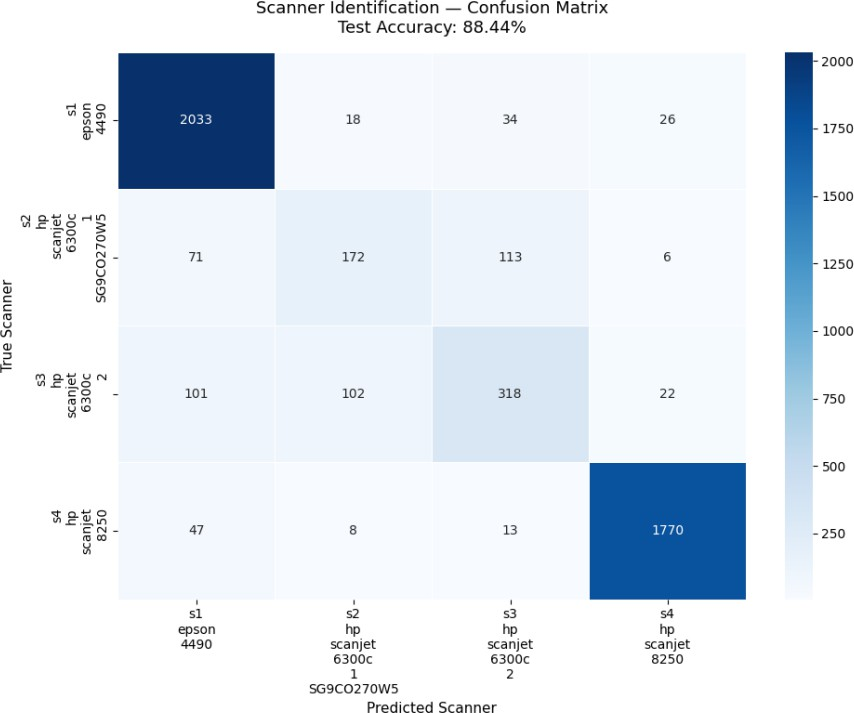 Scanner Identification — Confusion Matrix
Test Accuracy: 88.44%
True Scanner
s1
epson
4490
2033 18 34 26
s2
hp
scanjet
6300c
1
SG9CO270W5
71 172 113 6
s3
hp
scanjet
6300c
2
101 102 318 22
s4
hp
scanjet
8250
47 8 13 1770
s1
epson
4490
s2
hp
scanjet
6300c
1
SG9CO270W5
s3
hp
scanjet
6300c
2
s4
hp
scanjet
8250
Predicted Scanner
2000
1750
1500
1250
1000
750
500
250